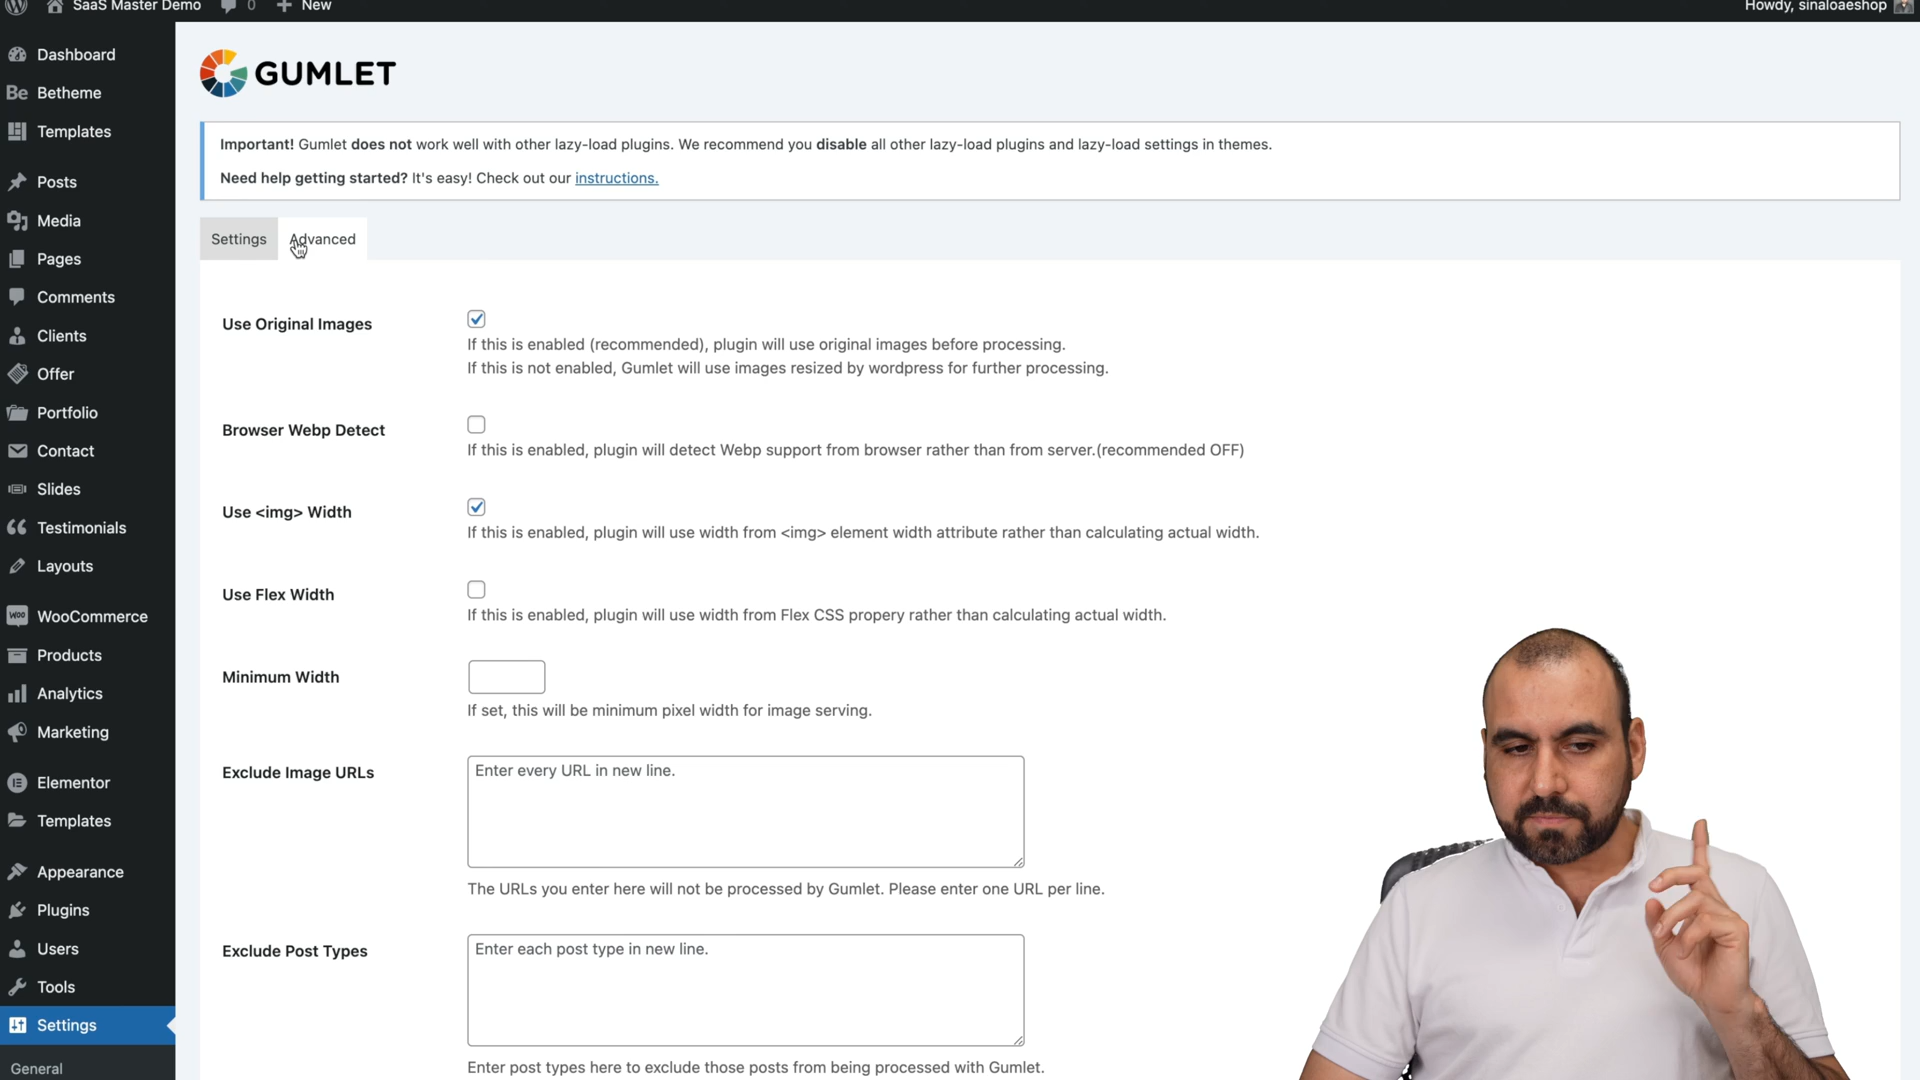 SaaS Master Demo
0
New
Howdy, sinaloaeshop
Dashboard
Be Betheme
Templates
Posts
Media
Pages
Comments
Clients
Offer
Portfolio
Contact
Slides
Testimonials
Layouts
Woo WooCommerce
Products
Analytics
Marketing
Elementor
Templates
Appearance
Plugins
Users
Tools
Settings
General
GUMLET
Important! Gumlet does not work well with other lazy-load plugins. We recommend you disable all other lazy-load plugins and lazy-load settings in themes.
Need help getting started? It's easy! Check out our instructions.
Settings
Advanced
Use Original Images
If this is enabled (recommended), plugin will use original images before processing.
If this is not enabled, Gumlet will use images resized by wordpress for further processing.
Browser Webp Detect
If this is enabled, plugin will detect Webp support from browser rather than from server.(recommended OFF)
Use <img> Width
If this is enabled, plugin will use width from <img> element width attribute rather than calculating actual width.
Use Flex Width
If this is enabled, plugin will use width from Flex CSS propery rather than calculating actual width.
Minimum Width
If set, this will be minimum pixel width for image serving.
Exclude Image URLs
Enter every URL in new line.
The URLs you enter here will not be processed by Gumlet. Please enter one URL per line.
Exclude Post Types
Enter each post type in new line.
Enter post types here to exclude those posts from being processed with Gumlet.